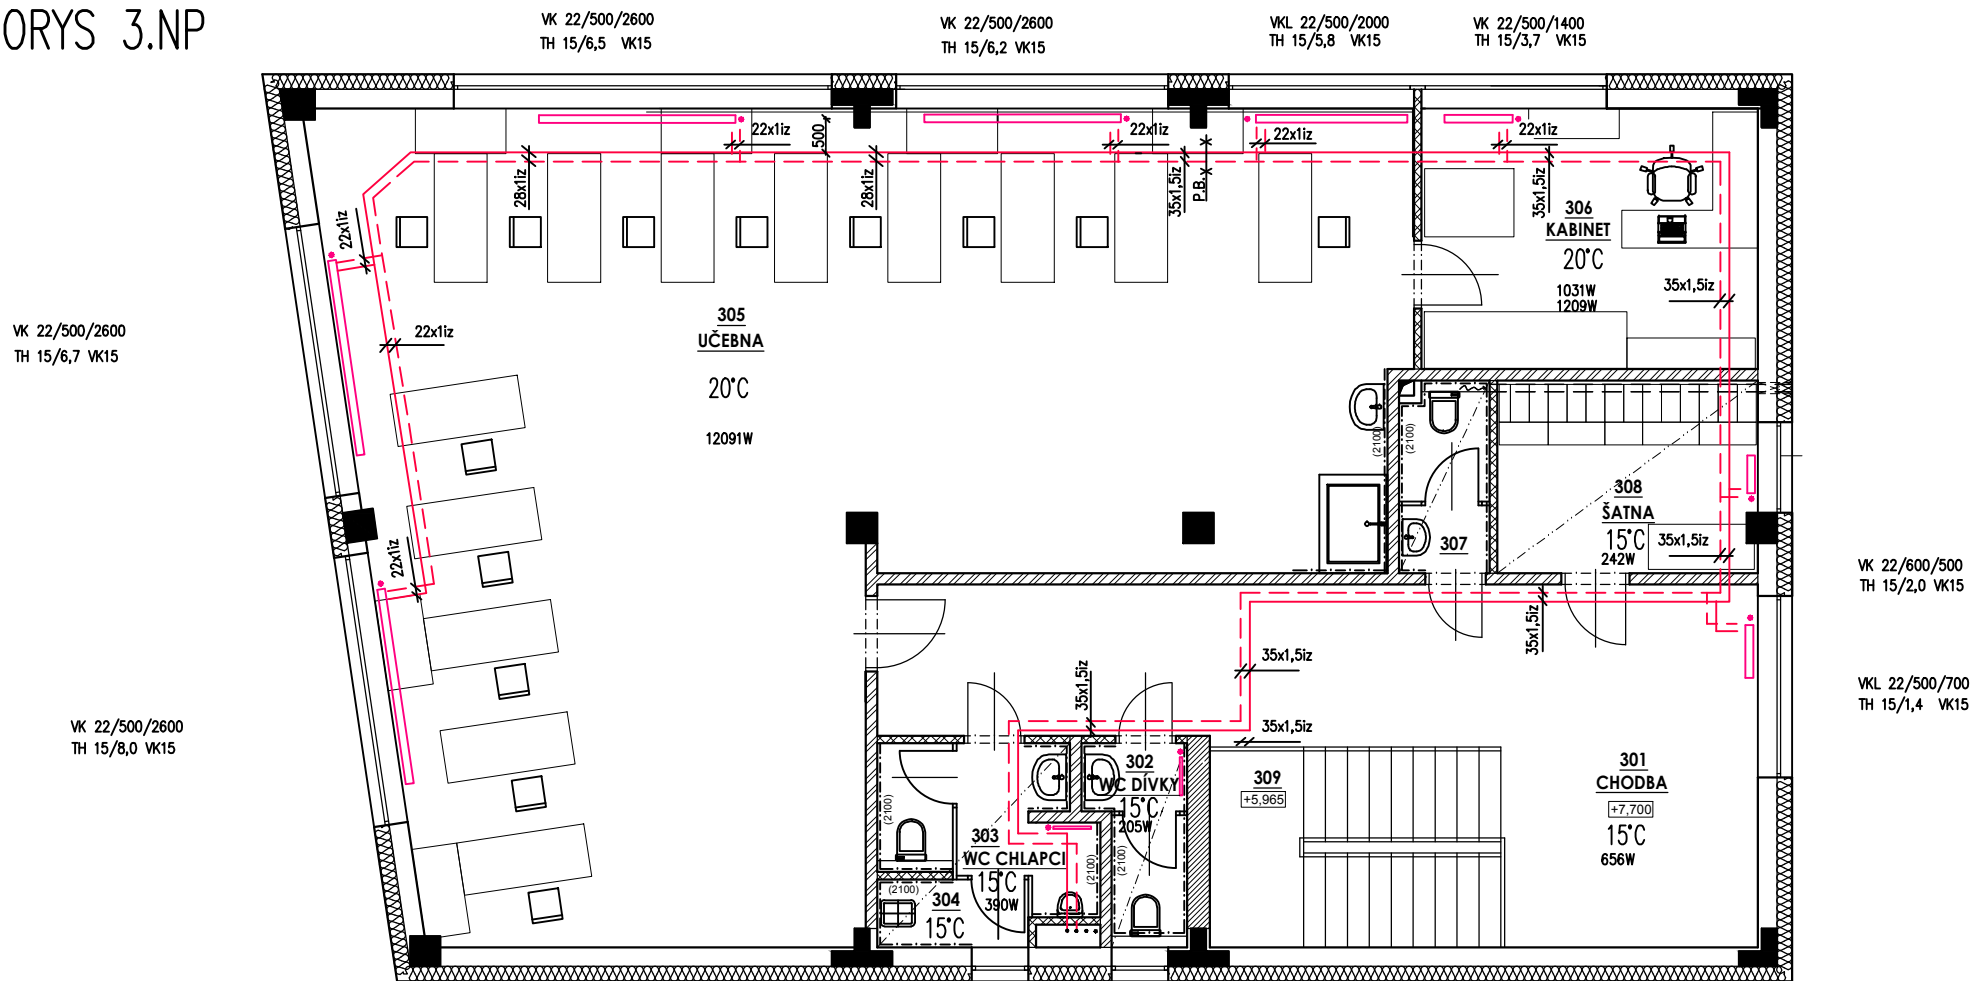 ORYS 3.NP
VK 22/500/2600
TH 15/6,5 VK15
VK 22/500/2600
TH 15/6,2 VK15
VKL 22/500/2000
TH 15/5,8 VK15
VK 22/500/1400
TH 15/3,7 VK15
22x1iz
500
22x1iz
22x1iz
22x1iz
28x1iz
28x1iz
35x1,5iz
P.B.
35x1,5iz
22x1iz
306
KABINET
20°C
1031W
1209W
35x1,5iz
VK 22/500/2600
TH 15/6,7 VK15
22x1iz
305
UČEBNA
20°C
12091W
(2100)
(2100)
308
ŠATNA
15°C
242W
35x1,5iz
307
22x1iz
VK 22/600/500
TH 15/2,0 VK15
35x1,5iz
35x1,5iz
35x1,5iz
35x1,5iz
VKL 22/500/700
TH 15/1,4 VK15
VK 22/500/2600
TH 15/8,0 VK15
302
WC DÍVKY
15°C
205W
309
+5,965
301
CHODBA
+7,700
15°C
656W
(2100)
303
WC CHLAPCI
15°C
390W
(2100)
(2100)
(2100)
304
15°C